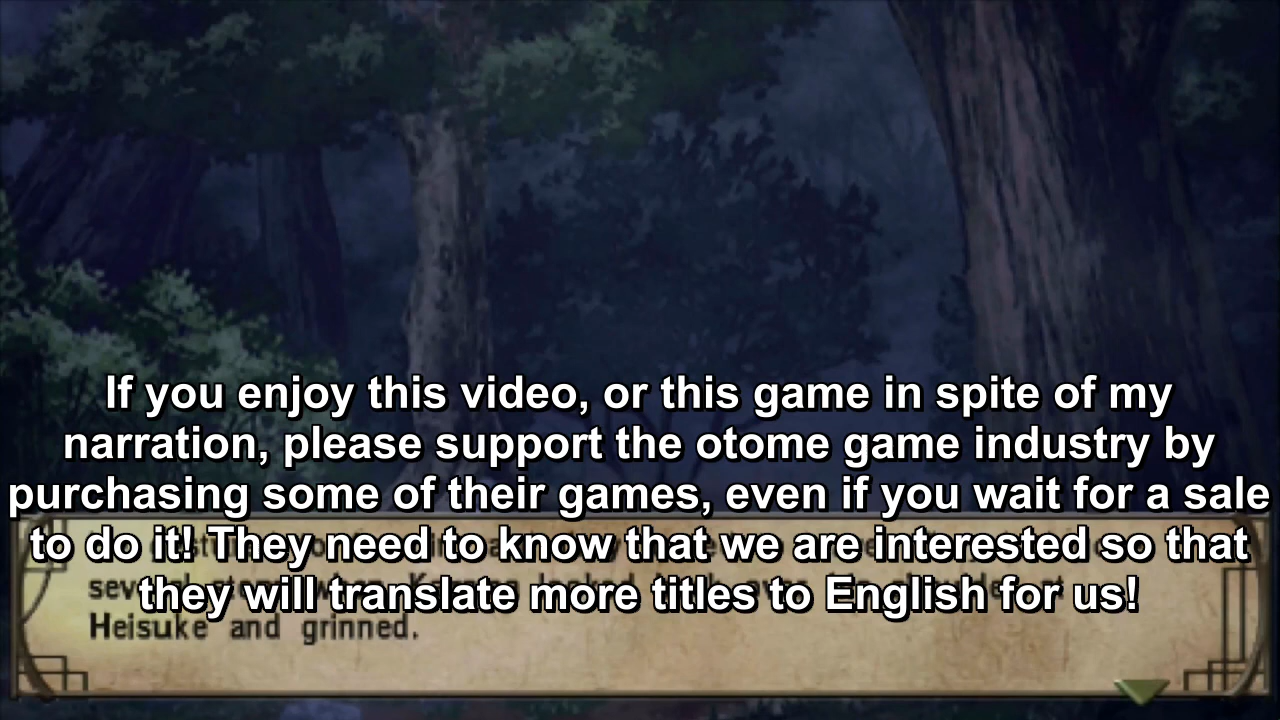 If you enjoy this video, or this game in spite of my
narration, please support the otome game industry by
purchasing some of their games, even if you wait for a sale
to do it! They need to know that we are interested so that
they will translate more titles to English for us!
Heisuke and grinned.